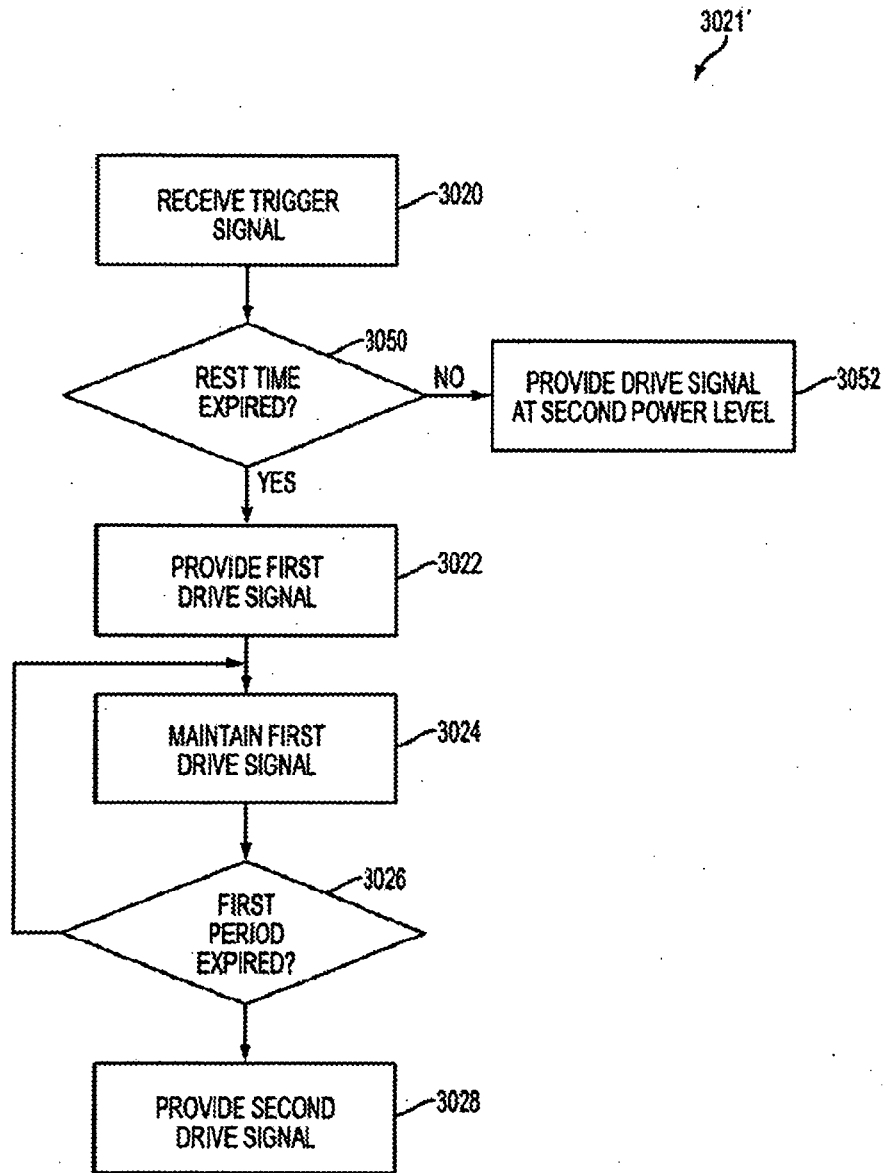 3021'
RECEIVE TRIGGER
SIGNAL
3020
REST TIME
EXPIRED?
3050
NO
PROVIDE DRIVE SIGNAL
AT SECOND POWER LEVEL
3052
YES
PROVIDE FIRST
DRIVE SIGNAL
3022
MAINTAIN FIRST
DRIVE SIGNAL
3024
FIRST
PERIOD
EXPIRED?
3026
PROVIDE SECOND
DRIVE SIGNAL
3028